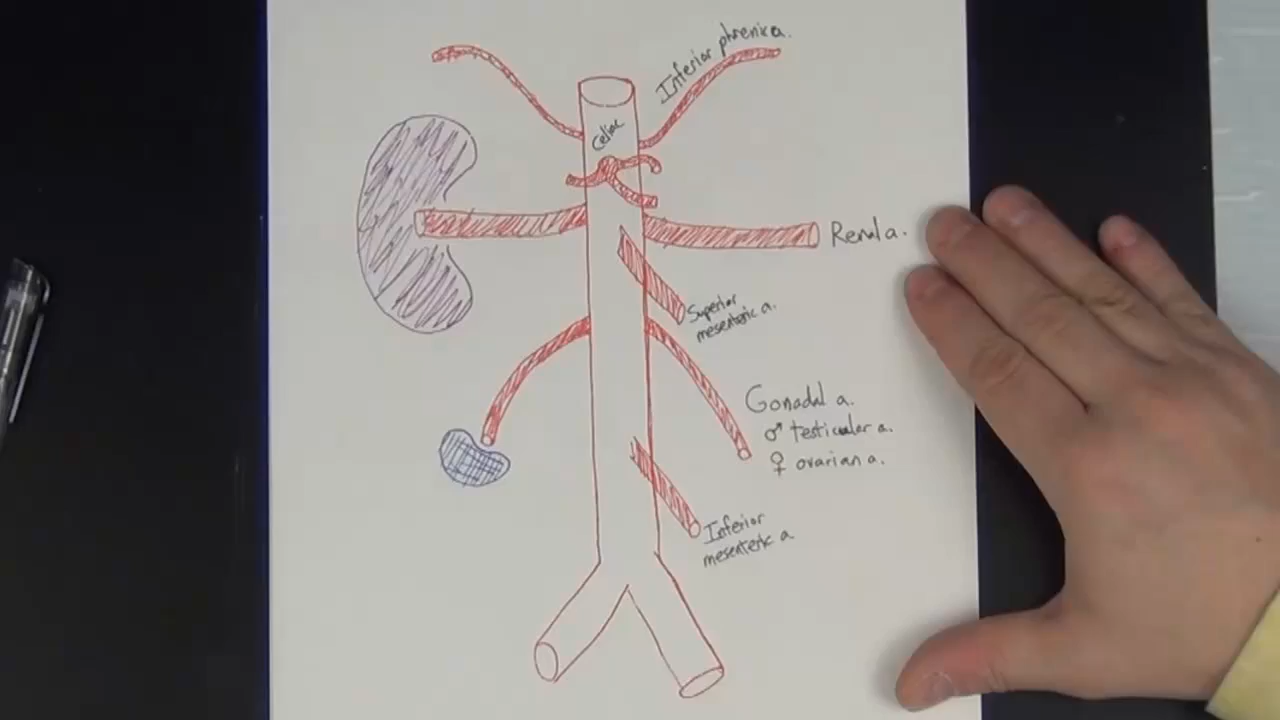 Inferior phrenic a.
Celiac
Renal a.
Superior
mesenteric a.
Gonadal a.
♂ testicular a.
♀ ovarian a.
Inferior
mesenteric a